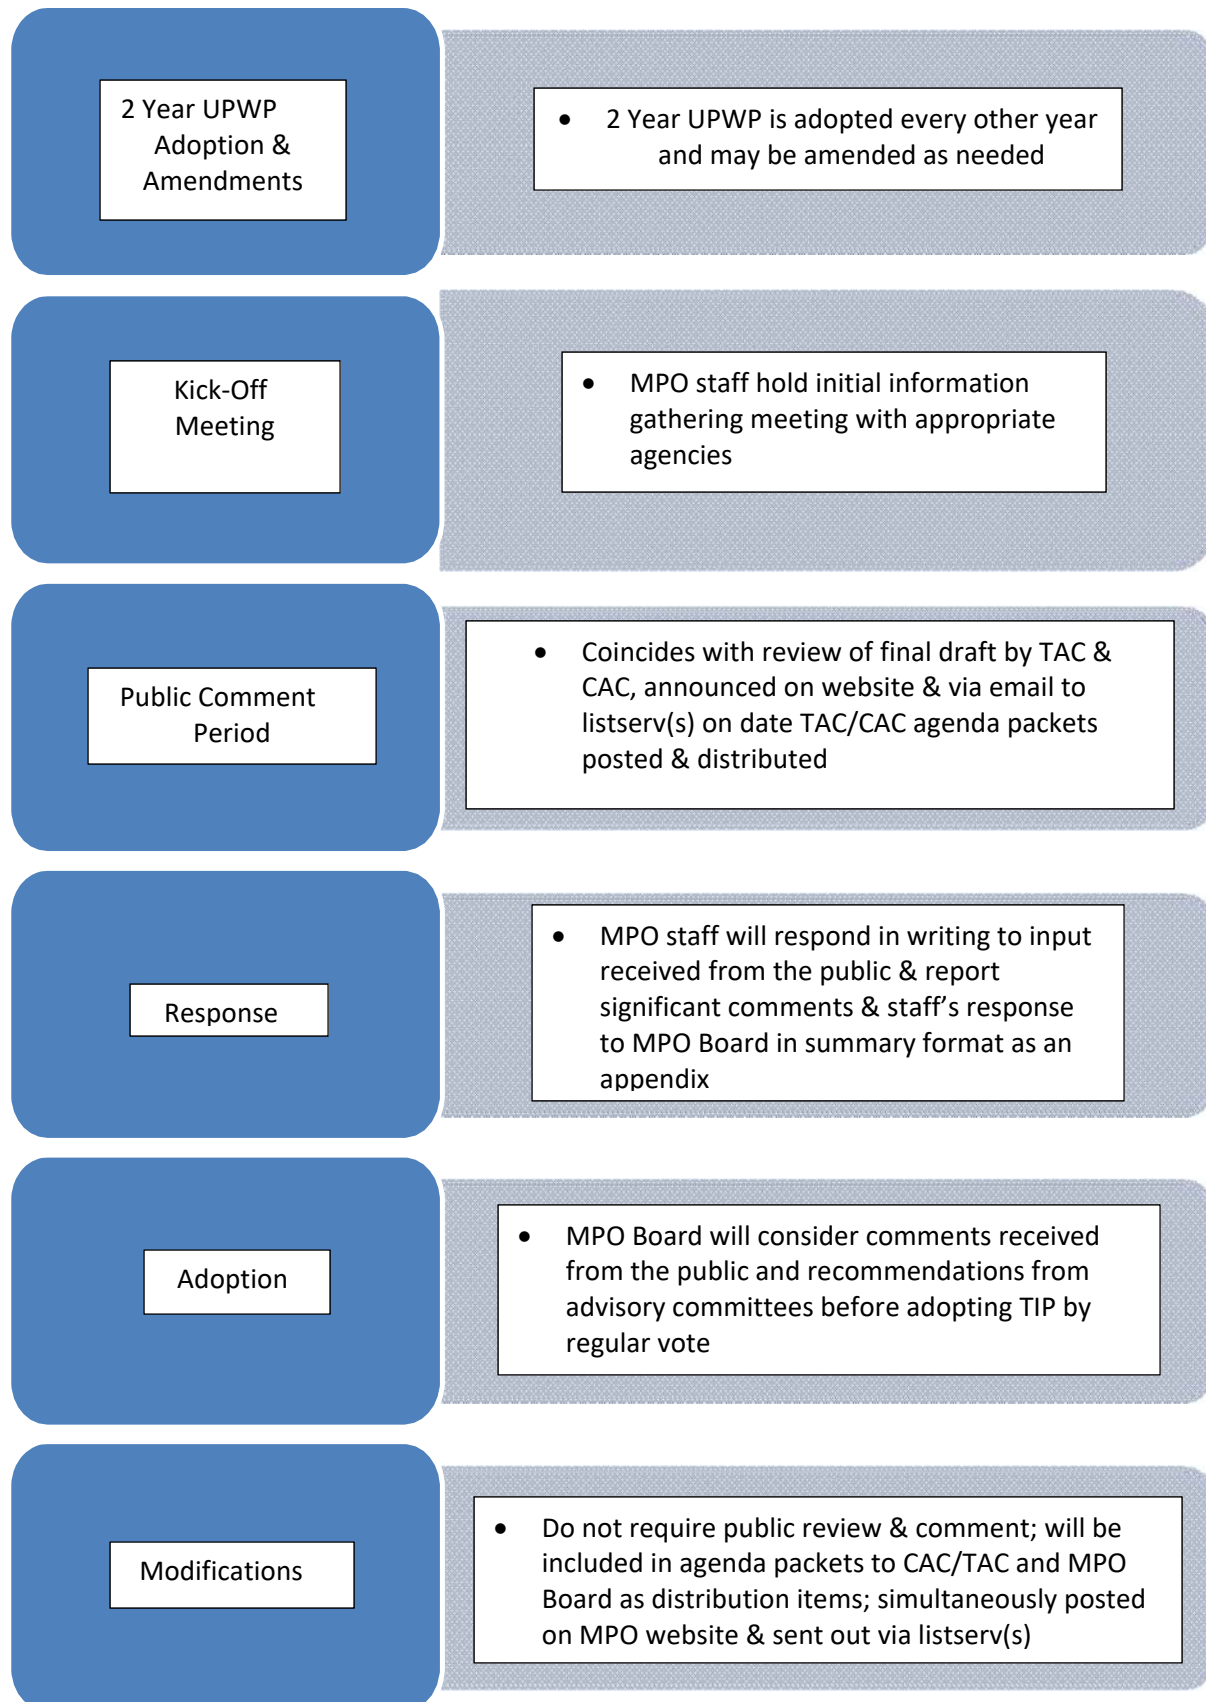 2 Year UPWP
Adoption &
Amendments
• 2 Year UPWP is adopted every other year
and may be amended as needed
Kick-Off
Meeting
• MPO staff hold initial information
gathering meeting with appropriate
agencies
Public Comment
Period
• Coincides with review of final draft by TAC &
CAC, announced on website & via email to
listserv(s) on date TAC/CAC agenda packets
posted & distributed
Response
• MPO staff will respond in writing to input
received from the public & report
significant comments & staff’s response
to MPO Board in summary format as an
appendix
Adoption
• MPO Board will consider comments received
from the public and recommendations from
advisory committees before adopting TIP by
regular vote
Modifications
• Do not require public review & comment; will be
included in agenda packets to CAC/TAC and MPO
Board as distribution items; simultaneously posted
on MPO website & sent out via listserv(s)